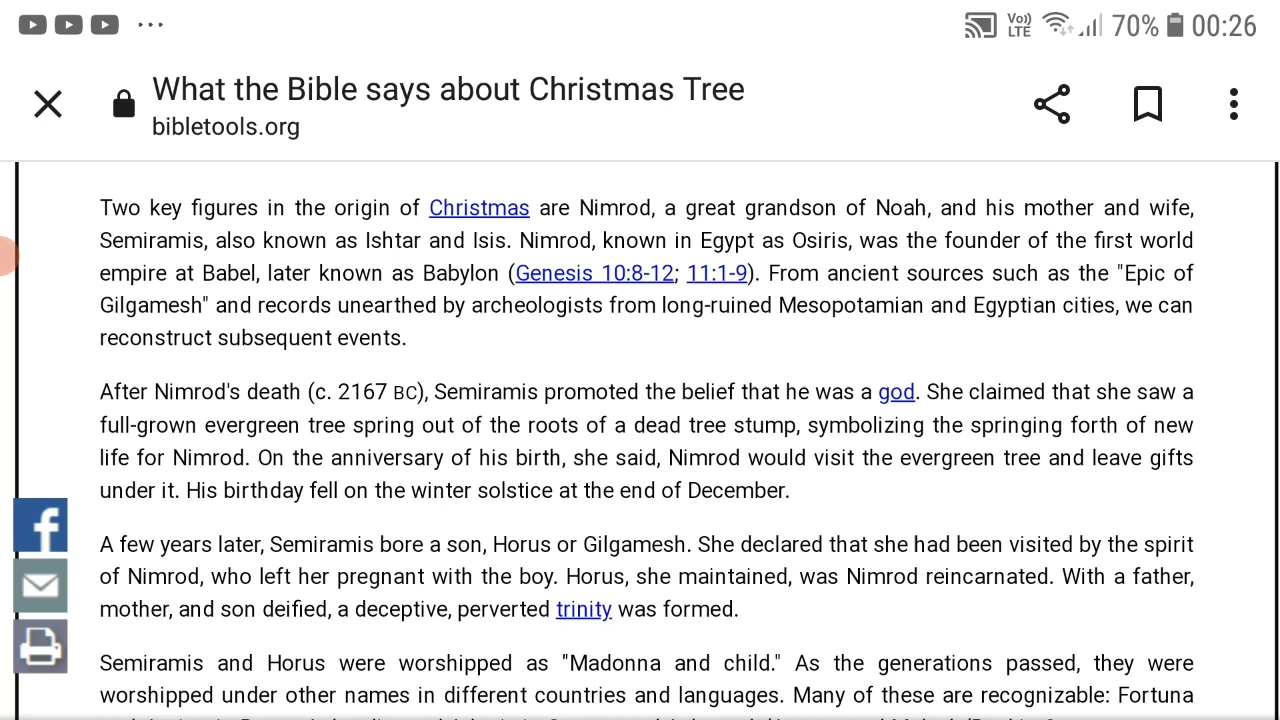 70% 00:26
Vo)) LTE
What the Bible says about Christmas Tree
bibletools.org
Two key figures in the origin of Christmas are Nimrod, a great grandson of Noah, and his mother and wife,
Semiramis, also known as Ishtar and Isis. Nimrod, known in Egypt as Osiris, was the founder of the first world
empire at Babel, later known as Babylon (Genesis 10:8-12; 11:1-9). From ancient sources such as the "Epic of
Gilgamesh" and records unearthed by archeologists from long-ruined Mesopotamian and Egyptian cities, we can
reconstruct subsequent events.
After Nimrod's death (c. 2167 BC), Semiramis promoted the belief that he was a god. She claimed that she saw a
full-grown evergreen tree spring out of the roots of a dead tree stump, symbolizing the springing forth of new
life for Nimrod. On the anniversary of his birth, she said, Nimrod would visit the evergreen tree and leave gifts
under it. His birthday fell on the winter solstice at the end of December.
A few years later, Semiramis bore a son, Horus or Gilgamesh. She declared that she had been visited by the spirit
of Nimrod, who left her pregnant with the boy. Horus, she maintained, was Nimrod reincarnated. With a father,
mother, and son deified, a deceptive, perverted trinity was formed.
Semiramis and Horus were worshipped as "Madonna and child." As the generations passed, they were
worshipped under other names in different countries and languages. Many of these are recognizable: Fortuna